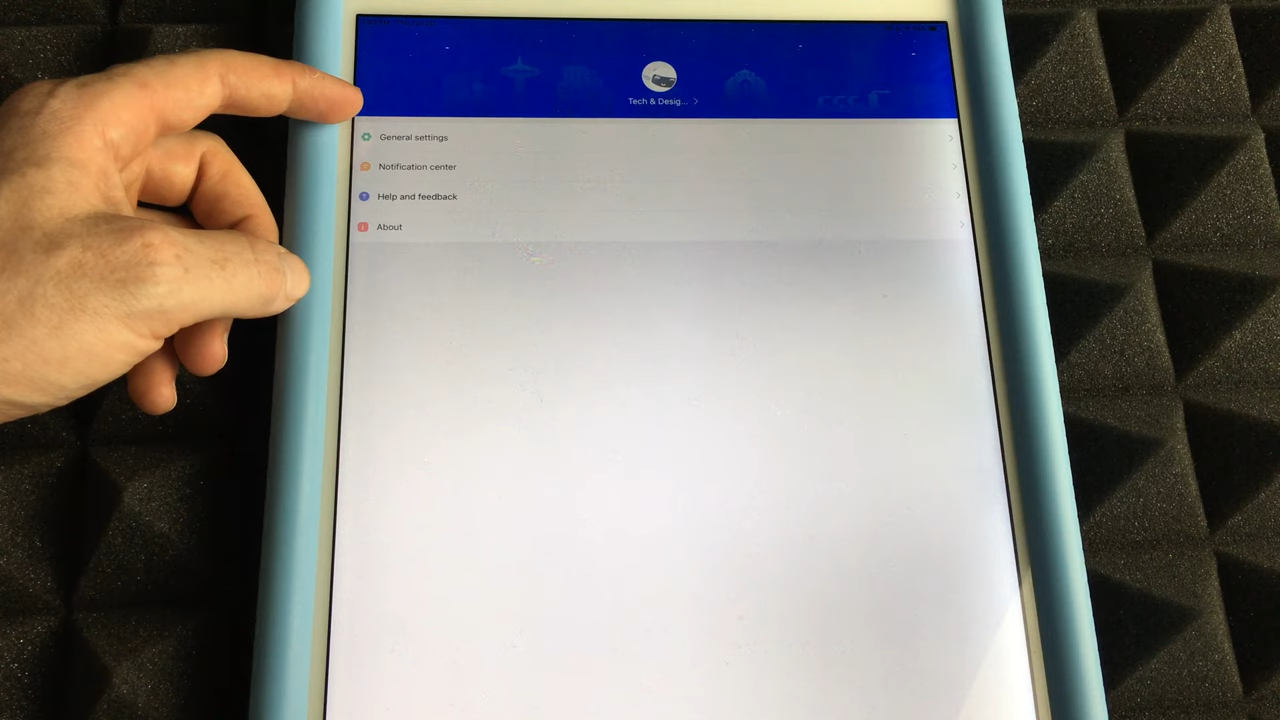 Tech & Desig...
General settings
Notification center
Help and feedback
About